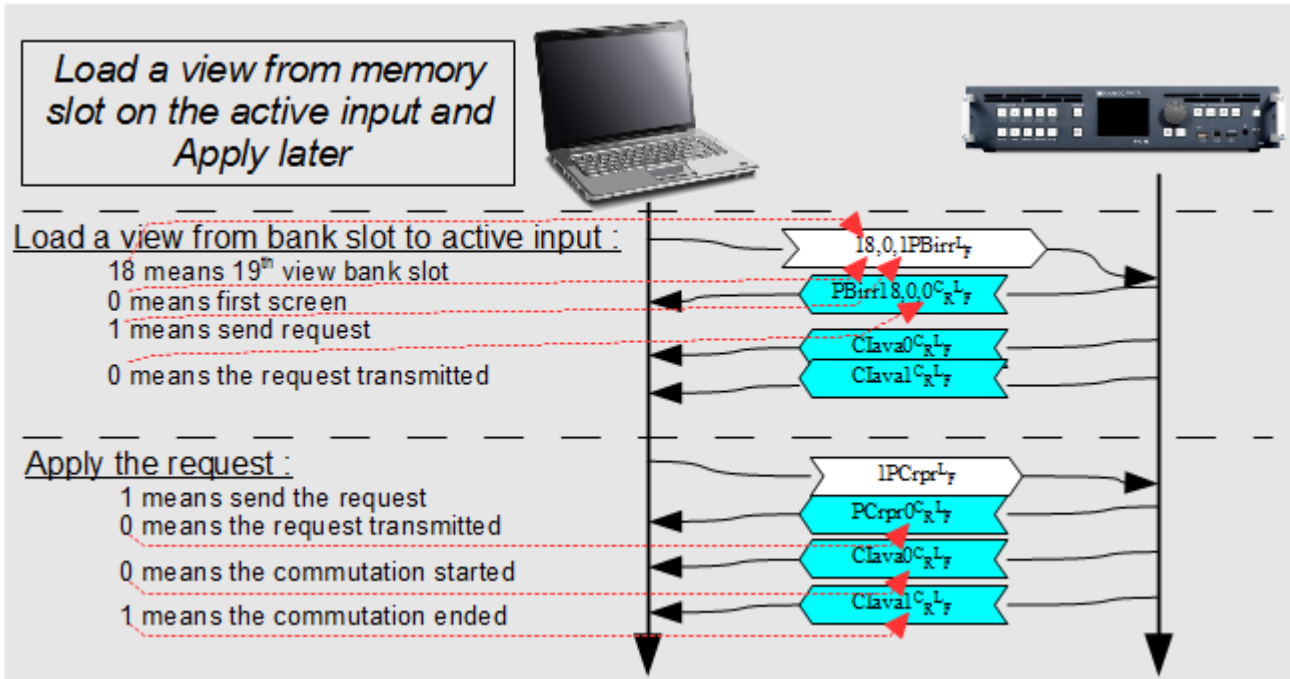 Load a view from memory
slot on the active input and
Apply later
Load a view from bank slot to active input :
18 means 19th view bank slot
0 means first screen
1 means send request
0 means the request transmitted
18,0,1PBirrLF
PBirr18,0,0CRLF
CIava0CRLF
CIava1CRLF
Apply the request :
1 means send the request
0 means the request transmitted
0 means the commutation started
1 means the commutation ended
1PCrprLF
PCrpr0CRLF
CIava0CRLF
CIava1CRLF